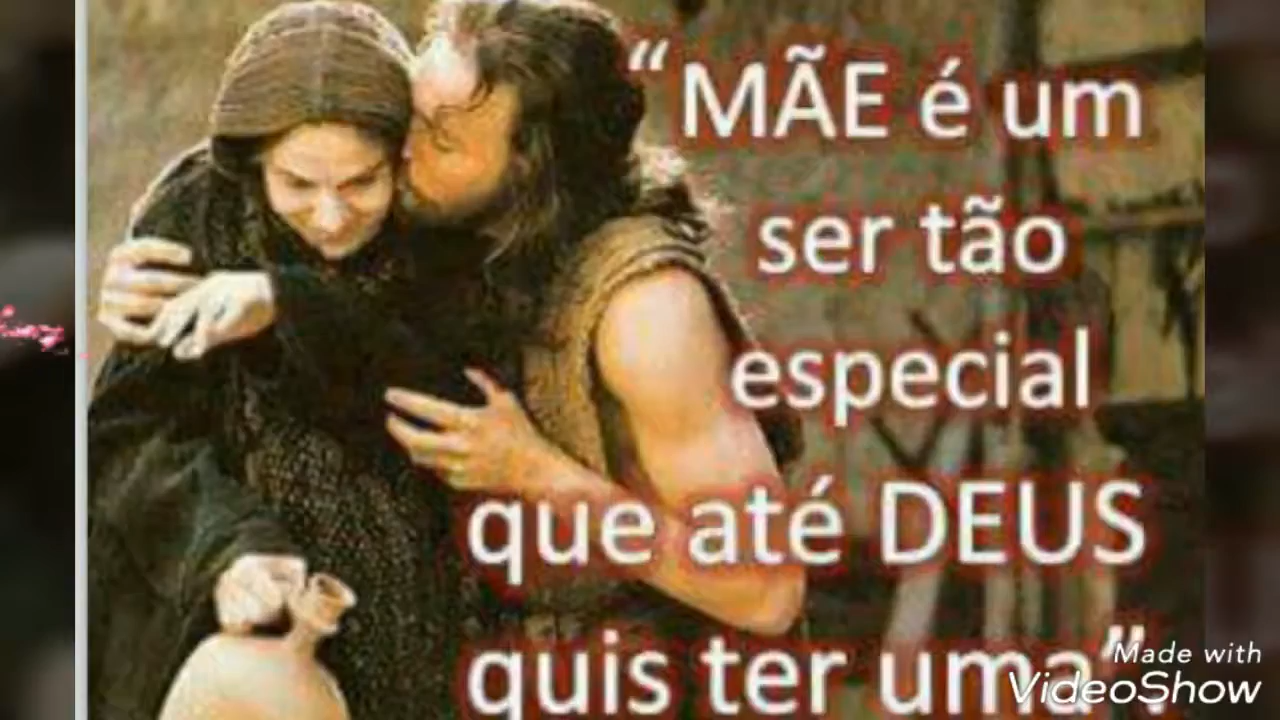 “MÃE é um
ser tão
especial
que até DEUS
quis ter uma”
Made with
VideoShow